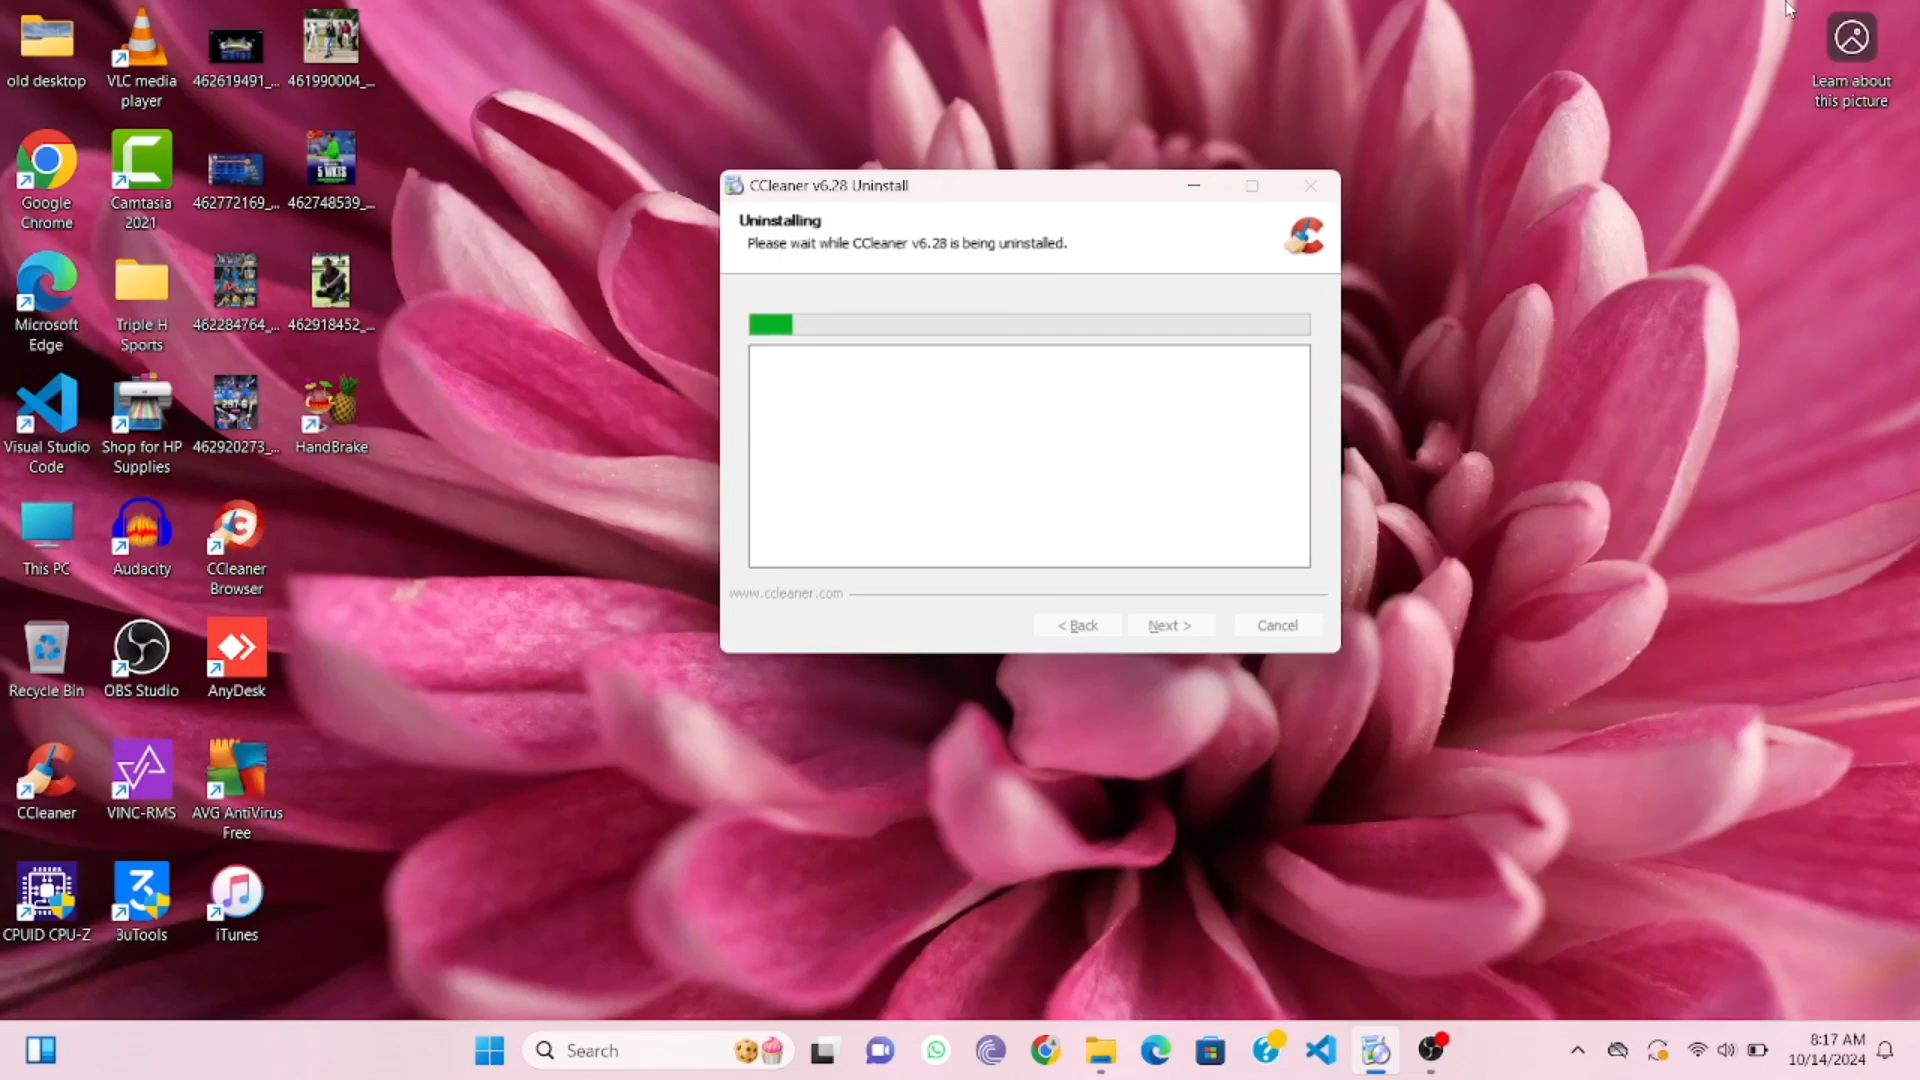 old desktop
VLC media
player
462619491_...
461990004_...
Google
Chrome
Camtasia
2021
462772169_...
462748539_...
5 WKTS
Microsoft
Edge
Triple H
Sports
462284764_...
462918452_...
Visual Studio
Code
Shop for HP
Supplies
297-6
462920273_...
HandBrake
This PC
Audacity
CCleaner
Browser
Recycle Bin
OBS Studio
AnyDesk
CCleaner
VINC-RMS
AVG AntiVirus
Free
CPUID CPU-Z
3uTools
iTunes
Learn about
this picture
CCleaner v6.28 Uninstall
Uninstalling
Please wait while CCleaner v6.28 is being uninstalled.
www.ccleaner.com
< Back
Next >
Cancel
Search
8:17 AM
10/14/2024